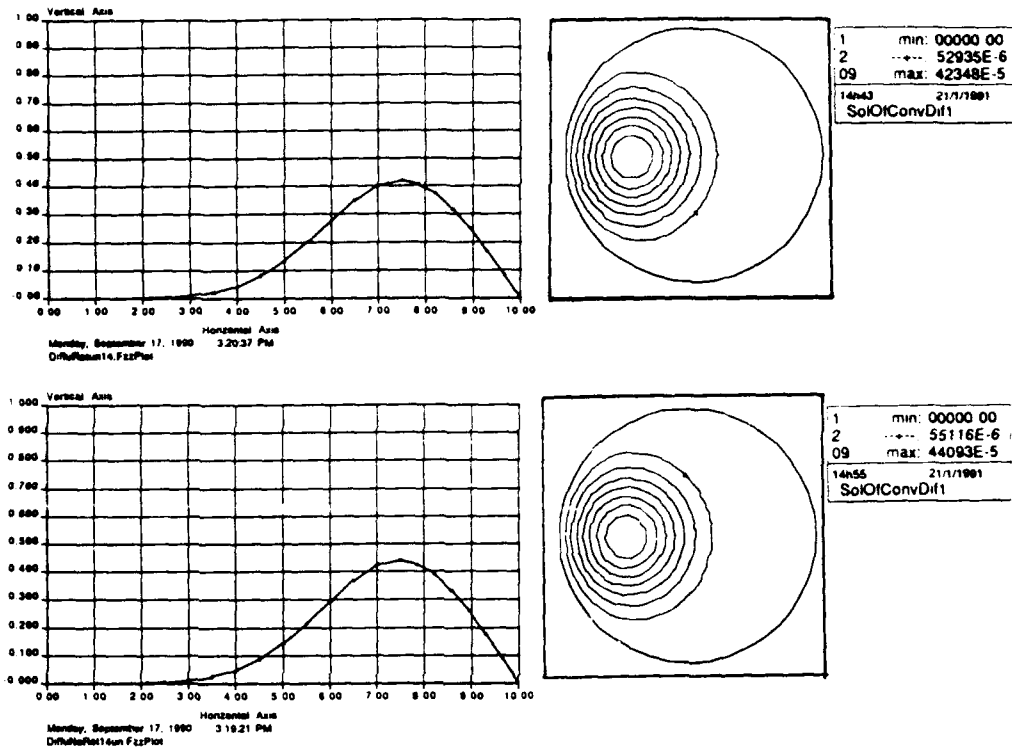 Vertical Axis
1 00
0 90
0 80
0 70
0 60
0 50
0 40
0 30
0 20
0 10
-0 00
0 00 1 00 2 00 3 00 4 00 5 00 6 00 7 00 8 00 9 00 10 00
Horizontal Axis
Monday, September 17, 1990 3:20:37 PM
1 min: 00000 00
2 --+-- 52935E-6
09 max: 42348E-5
14h43 21/1/1991
SolOfConvDif1
Vertical Axis
1 000
0 900
0 800
0 700
0 600
0 500
0 400
0 300
0 200
0 100
-0 000
0 00 1 00 2 00 3 00 4 00 5 00 6 00 7 00 8 00 9 00 10 00
Horizontal Axis
Monday, September 17, 1990 3 19:21 PM
1 min: 00000 00
2 --+-- 55116E-6
09 max: 44093E-5
14h55 21/1/1991
SolOfConvDif1